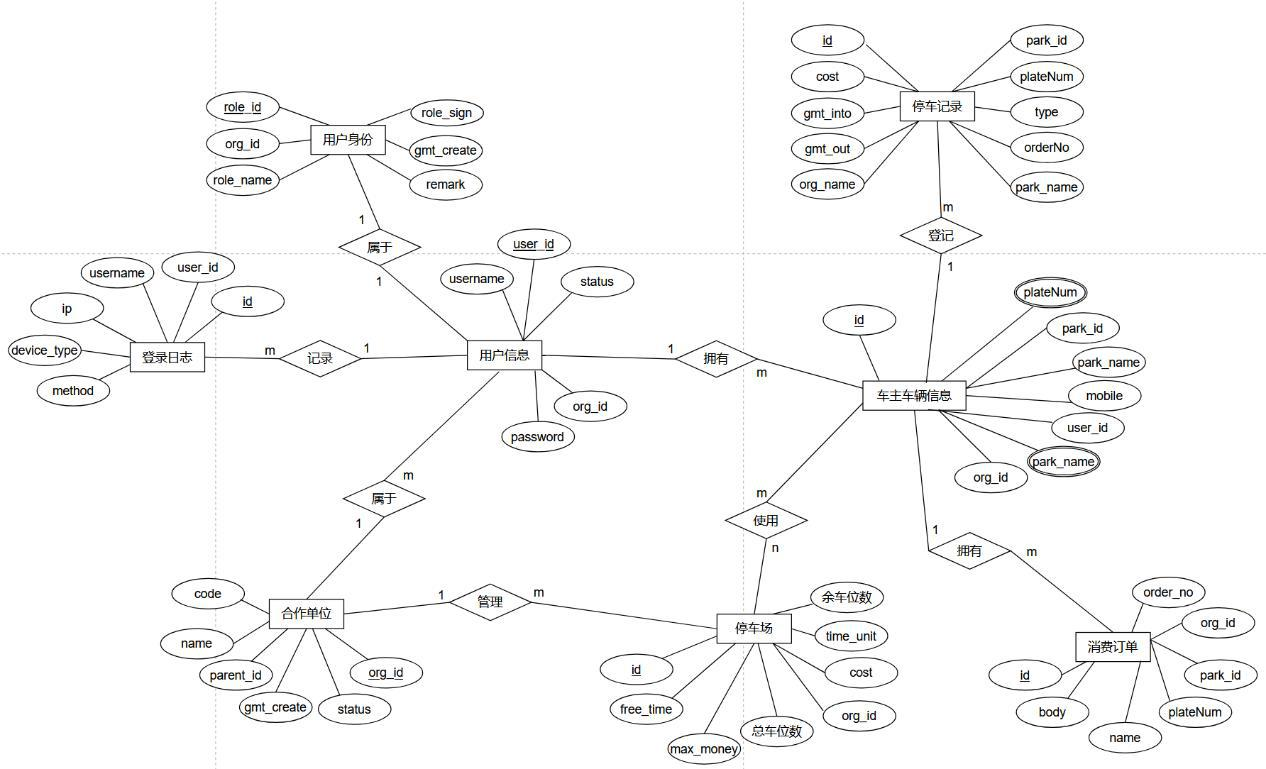 id
park_id
cost
plateNum
停车记录
gmt_into
type
gmt_out
orderNo
org_name
park_name
m
登记
1
role_id
role_sign
org_id
用户身份
gmt_create
role_name
remark
1
属于
1
username
user_id
id
ip
device_type
登录日志
method
m
记录
1
user_id
username
status
用户信息
org_id
password
1
拥有
m
plateNum
id
park_id
park_name
车主车辆信息
mobile
user_id
park_name
org_id
m
属于
1
m
使用
n
1
拥有
m
code
合作单位
name
parent_id
org_id
gmt_create
status
1
管理
m
余车位数
停车场
time_unit
id
cost
free_time
org_id
总车位数
max_money
order_no
org_id
消费订单
id
park_id
body
plateNum
name